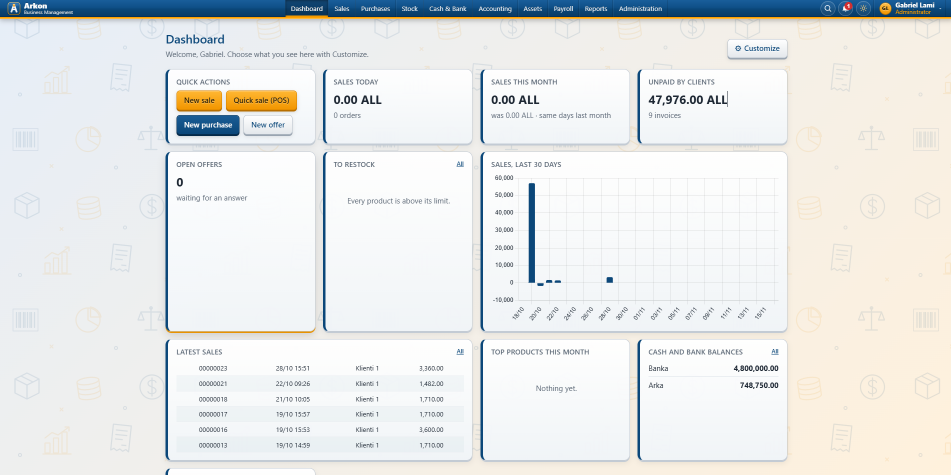 Arkon
Business Management
Dashboard Sales Purchases Stock Cash & Bank Accounting Assets Payroll Reports Administration
GL
Gabriel Lami
Administrator
Dashboard
Welcome, Gabriel. Choose what you see here with Customize.
Customize
QUICK ACTIONS
New sale Quick sale (POS)
New purchase New offer
SALES TODAY
0.00 ALL
0 orders
SALES THIS MONTH
0.00 ALL
was 0.00 ALL · same days last month
UNPAID BY CLIENTS
47,976.00 ALL
9 invoices
OPEN OFFERS
0
waiting for an answer
TO RESTOCK All
Every product is above its limit.
SALES, LAST 30 DAYS
60,000
50,000
40,000
30,000
20,000
10,000
0
-10,000
18/10 20/10 22/10 24/10 26/10 28/10 30/10 01/11 03/11 05/11 07/11 09/11 11/11 13/11 15/11
LATEST SALES All
00000023 28/10 15:51 Klienti 1 3,360.00
00000021 22/10 09:26 Klienti 1 1,482.00
00000018 21/10 10:05 Klienti 1 1,710.00
00000017 19/10 15:57 Klienti 1 1,710.00
00000016 19/10 15:53 Klienti 1 3,600.00
00000013 19/10 14:59 Klienti 1 1,710.00
TOP PRODUCTS THIS MONTH
Nothing yet.
CASH AND BANK BALANCES All
Banka 4,800,000.00
Arka 748,750.00